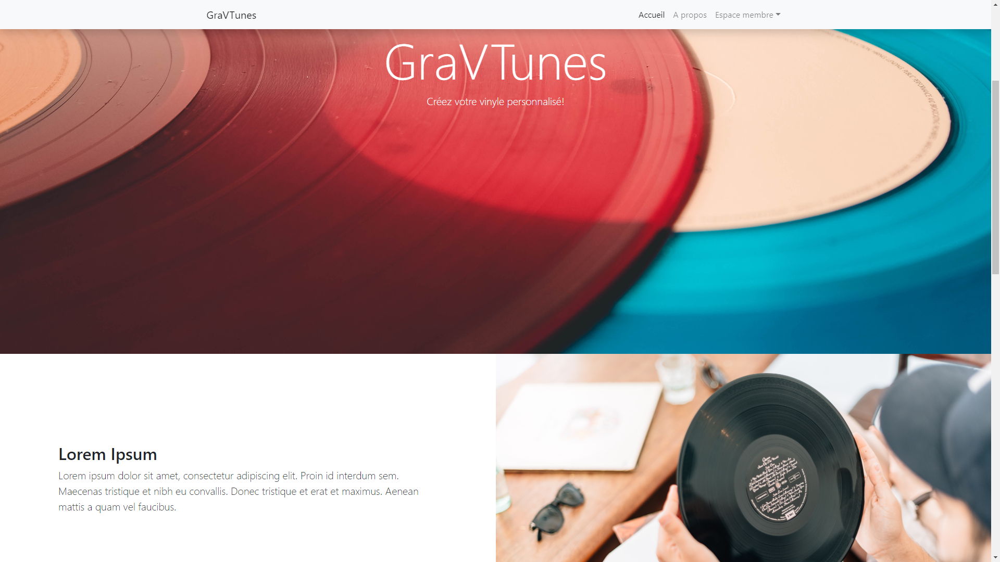 GraVTunes
Accueil A propos Espace membre
GraVTunes
Créez votre vinyle personnalisé!
Lorem Ipsum
Lorem ipsum dolor sit amet, consectetur adipiscing elit. Proin id interdum sem.
Maecenas tristique et nibh eu convallis. Donec tristique et erat et maximus. Aenean
mattis a quam vel faucibus.
EMI